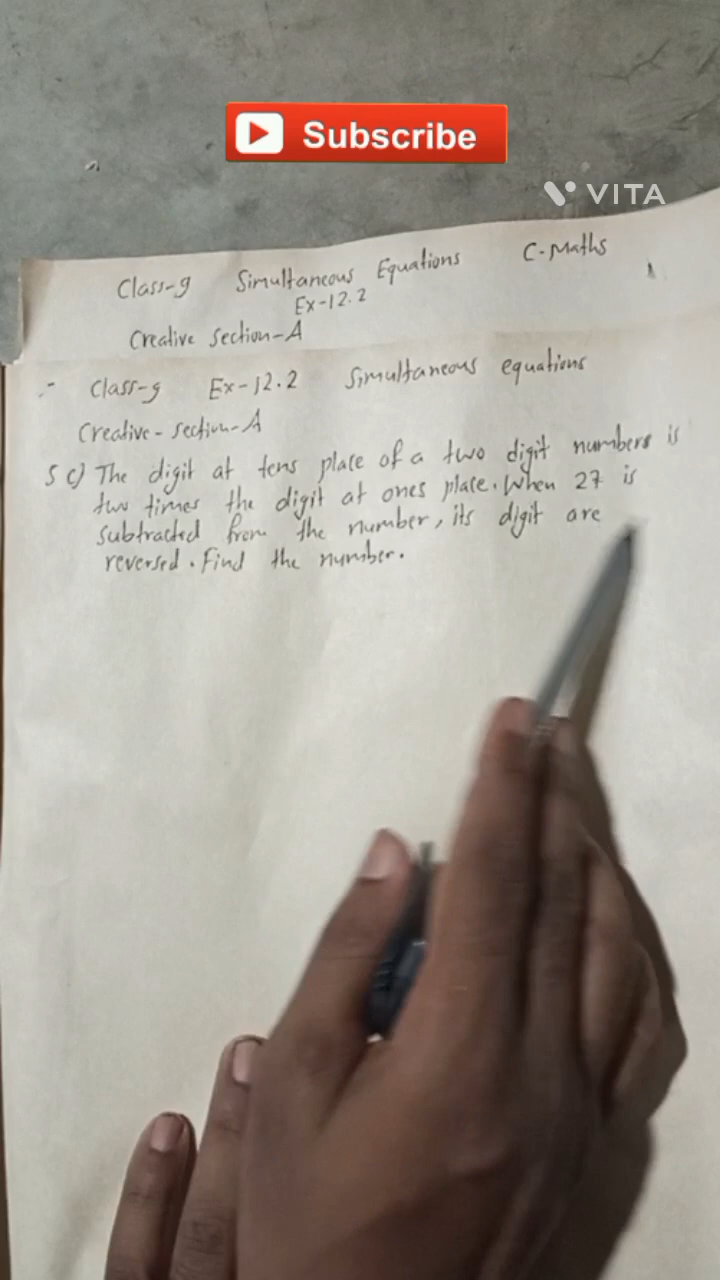 Subscribe
VITA
Class-9 Simultaneous Equations C-Maths
Ex-12.2
Creative Section-A
Class-9 Ex-12.2 Simultaneous equations
Creative-section-A
5 c) The digit at tens place of a two digit numbers is
two times the digit at ones place. When 27 is
subtracted from the number, its digit are
reversed. Find the number.